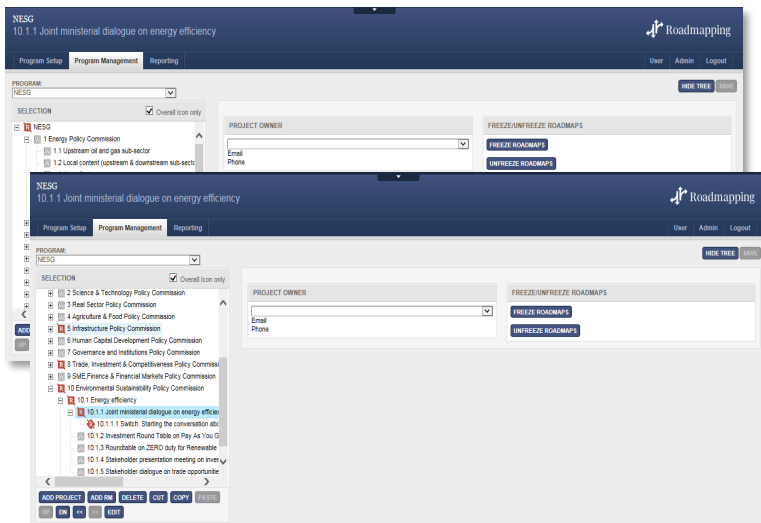 NESG
10.1.1 Joint ministerial dialogue on energy efficiency
Roadmapping
Program Setup Program Management Reporting
User Admin Logout
PROGRAM:
NESG
HIDE TREE SAVE
SELECTION Overall Icon only
NESG
1 Energy Policy Commission
1.1 Upstream oil and gas sub-sector
1.2 Local content (upstream & downstream sub-secto
PROJECT OWNER
Email
Phone
FREEZE/UNFREEZE ROADMAPS
FREEZE ROADMAPS
UNFREEZE ROADMAPS
ADD
UP
NESG
10.1.1 Joint ministerial dialogue on energy efficiency
Roadmapping
Program Setup Program Management Reporting
User Admin Logout
PROGRAM:
NESG
HIDE TREE SAVE
SELECTION Overall Icon only
2 Science & Technology Policy Commission
3 Real Sector Policy Commission
4 Agriculture & Food Policy Commission
5 Infrastructure Policy Commission
6 Human Capital Development Policy Commission
7 Governance and Institutions Policy Commission
8 Trade, Investment & Competitiveness Policy Commissi
9 SME,Finance & Financial Markets Policy Commission
10 Environmental Sustainability Policy Commission
10.1 Energy efficiency
10.1.1 Joint ministerial dialogue on energy efficien
10.1.1.1 Switch: Starting the conversation abo
10.1.2 Investment Round Table on Pay As You G
10.1.3 Roundtable on ZERO duty for Renewable
10.1.4 Stakeholder presentation meeting on inves
10.1.5 Stakeholder dialogue on trade opportunitie
PROJECT OWNER
Email
Phone
FREEZE/UNFREEZE ROADMAPS
FREEZE ROADMAPS
UNFREEZE ROADMAPS
ADD PROJECT ADD RM DELETE CUT COPY PASTE
UP DN << >> EDIT